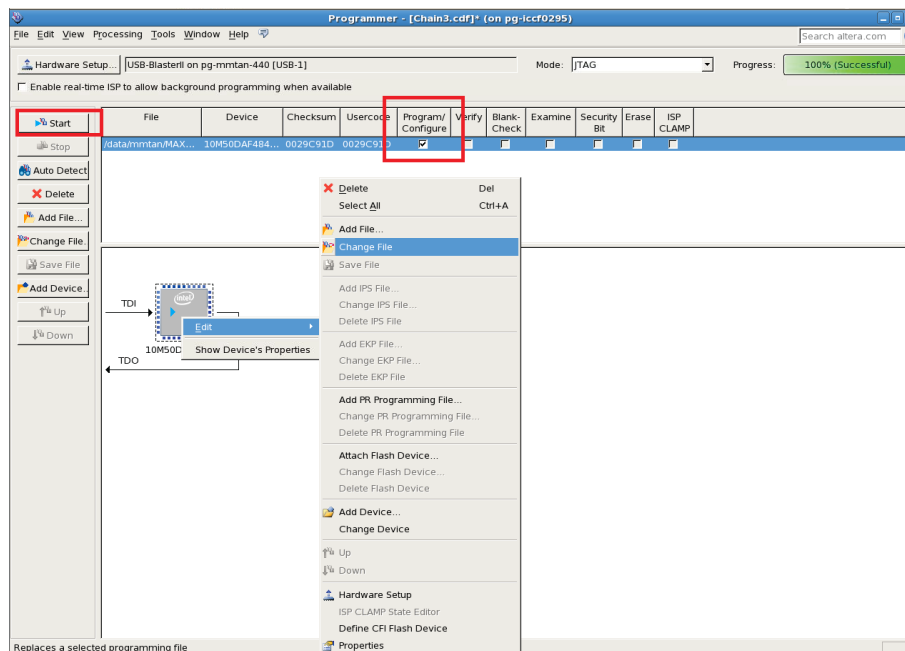 Programmer - [Chain3.cdf]* (on pg-iccf0295)
File Edit View Processing Tools Window Help
Search altera.com
Hardware Setup... USB-BlasterII on pg-mmtan-440 [USB-1] Mode: JTAG Progress: 100% (Successful)
Enable real-time ISP to allow background programming when available
Start
Stop
Auto Detect
Delete
Add File...
Change File.
Save File
Add Device.
Up
Down
File Device Checksum Usercode Program/ Verify Blank- Examine Security Erase ISP
Configure Check Bit CLAMP
/data/mmtan/MAX... 10M50DAF484... 0029C91D 0029C91D
TDI
intel
10M50D
TDO
Edit
Show Device's Properties
Delete Del
Select All Ctrl+A
Add File...
Change File
Save File
Add IPS File...
Change IPS File...
Delete IPS File
Add EKP File...
Change EKP File...
Delete EKP File
Add PR Programming File...
Change PR Programming File...
Delete PR Programming File
Attach Flash Device...
Change Flash Device...
Delete Flash Device
Add Device...
Change Device
Up
Down
Hardware Setup
ISP CLAMP State Editor
Define CFI Flash Device
Properties
Replaces a selected programming file